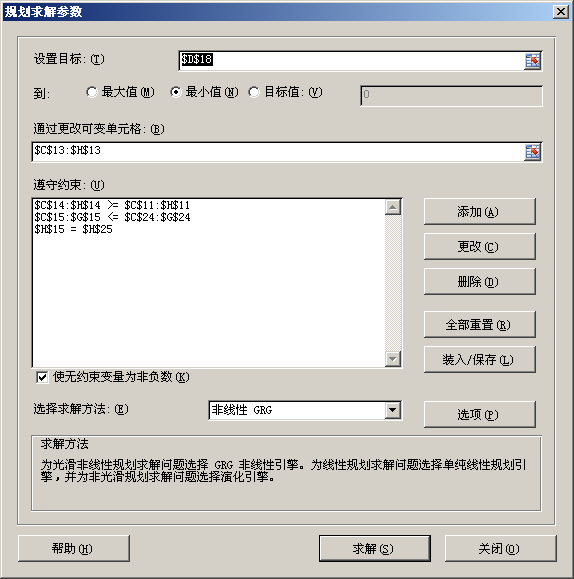 规划求解参数
设置目标: (T)
$D$18
到:
最大值 (M)
最小值 (N)
目标值: (V)
0
通过更改可变单元格: (B)
$C$13:$H$13
遵守约束: (U)
$C$14:$H$14 >= $C$11:$H$11
$C$15:$G$15 <= $C$24:$G$24
$H$15 = $H$25
添加(A)
更改(C)
删除(D)
全部重置(R)
装入/保存(L)
使无约束变量为非负数(K)
选择求解方法: (E)
非线性 GRG
选项(P)
求解方法
为光滑非线性规划求解问题选择 GRG 非线性引擎。为线性规划求解问题选择单纯线性规划引
擎，并为非光滑规划求解问题选择演化引擎。
帮助(H)
求解(S)
关闭(O)